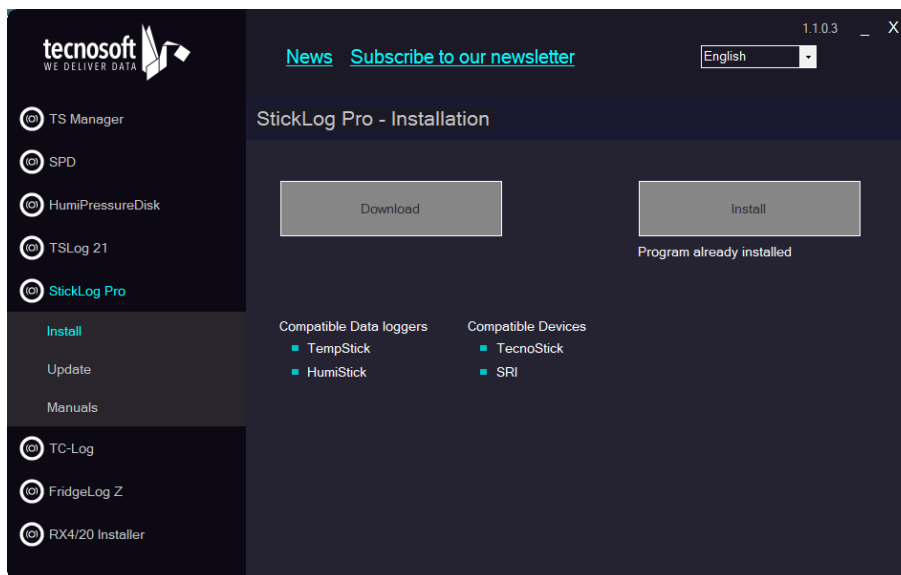 tecnosoft
WE DELIVER DATA
News Subscribe to our newsletter
1.1.0.3 _ X
English
TS Manager
SPD
HumiPressureDisk
TSLog 21
StickLog Pro
Install
Update
Manuals
TC-Log
FridgeLog Z
RX4/20 Installer
StickLog Pro - Installation
Download
Install
Program already installed
Compatible Data loggers
TempStick
HumiStick
Compatible Devices
TecnoStick
SRI